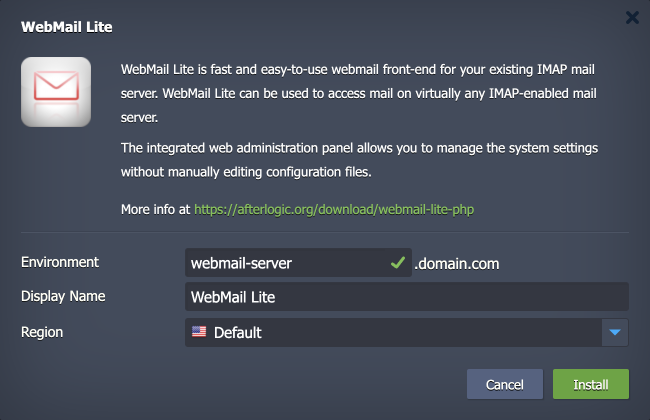 WebMail Lite
WebMail Lite is fast and easy-to-use webmail front-end for your existing IMAP mail
server. WebMail Lite can be used to access mail on virtually any IMAP-enabled mail
server.
The integrated web administration panel allows you to manage the system settings
without manually editing configuration files.
More info at https://afterlogic.org/download/webmail-lite-php
Environment webmail-server .domain.com
Display Name WebMail Lite
Region Default
Cancel Install